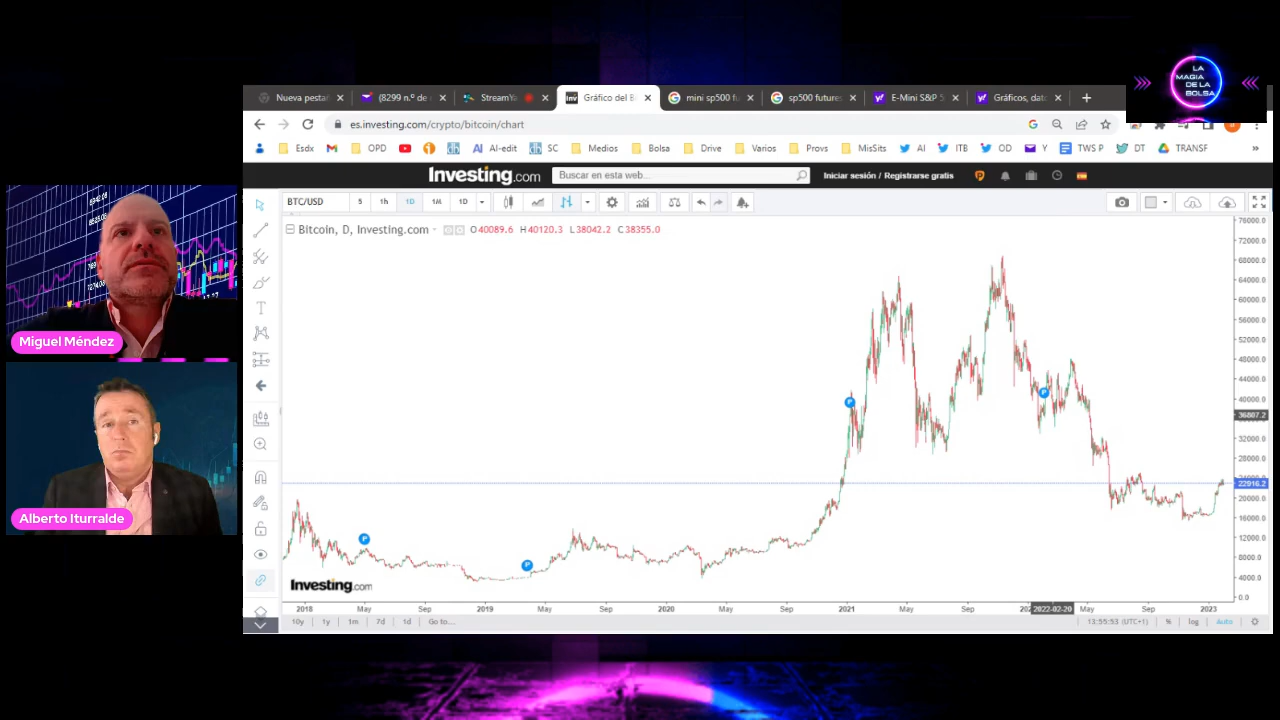 LA
MAGIA
DE LA
BOLSA
Nueva pestañ
(8299 n.º de
StreamYa
Gráfico del B
mini sp500 fu
sp500 futures
E-Mini S&P 5
Gráficos, dat
es.investing.com/crypto/bitcoin/chart
Esdx
OPD
AI-edit
SC
Medios
Bolsa
Drive
Varios
Provs
MisSits
AI
ITB
OD
Y
TWS P
DT
TRANSF
Investing.com
Buscar en esta web...
Iniciar sesión / Registrarse gratis
BTC/USD
5
1h
1D
1M
1D
Bitcoin, D, Investing.com
O 40089.6 H 40120.3 L 38042.2 C 38355.0
76000.0
72000.0
68000.0
64000.0
60000.0
56000.0
52000.0
48000.0
44000.0
40000.0
36807.2
32000.0
28000.0
22916.2
20000.0
16000.0
12000.0
8000.0
4000.0
0.0
P
P
P
P
Investing.com
2018
May
Sep
2019
May
Sep
2020
May
Sep
2021
May
Sep
2022-02-20
May
Sep
2023
10y
1y
1m
7d
1d
Go to...
13:55:53 (UTC+1)
%
log
Auto
Miguel Méndez
Alberto Iturralde